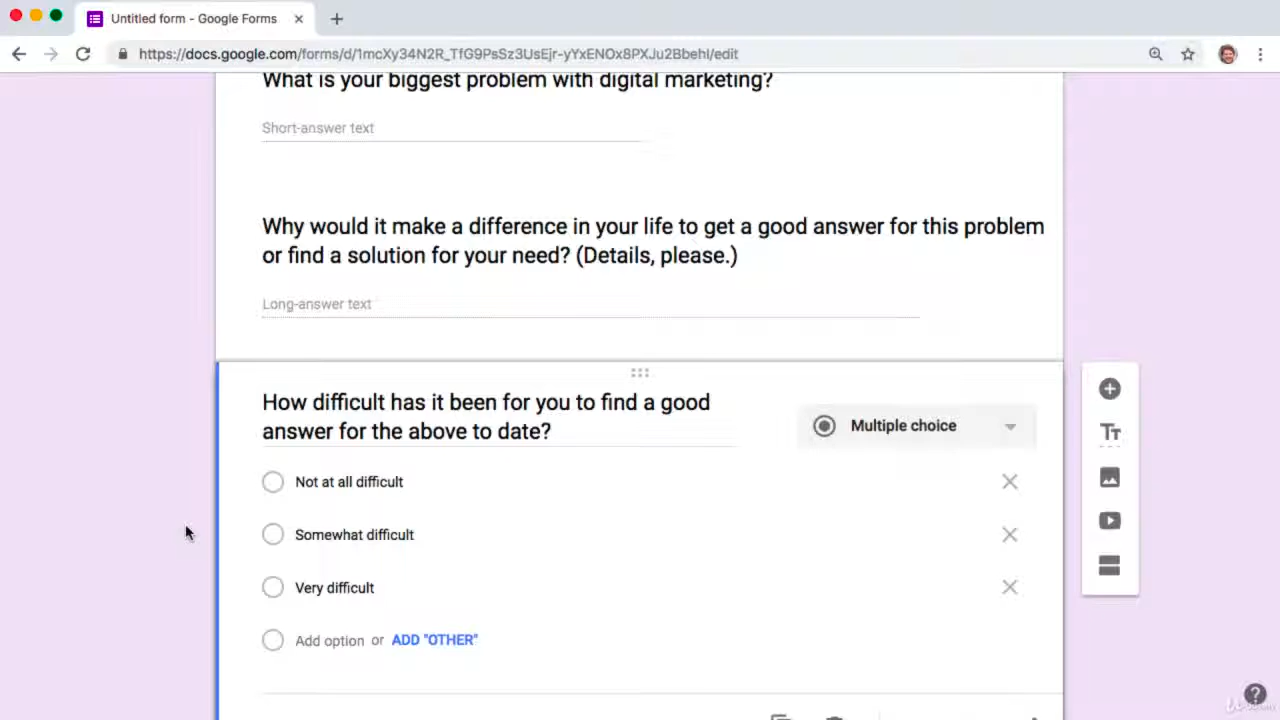 Untitled form - Google Forms
https://docs.google.com/forms/d/1mcXy34N2R_TfG9PsSz3UsEjr-yYxENOx8PXJu2BbehI/edit
What is your biggest problem with digital marketing?
Short-answer text
Why would it make a difference in your life to get a good answer for this problem
or find a solution for your need? (Details, please.)
Long-answer text
How difficult has it been for you to find a good
answer for the above to date?
Multiple choice
Not at all difficult
Somewhat difficult
Very difficult
Add option or ADD "OTHER"
Tт